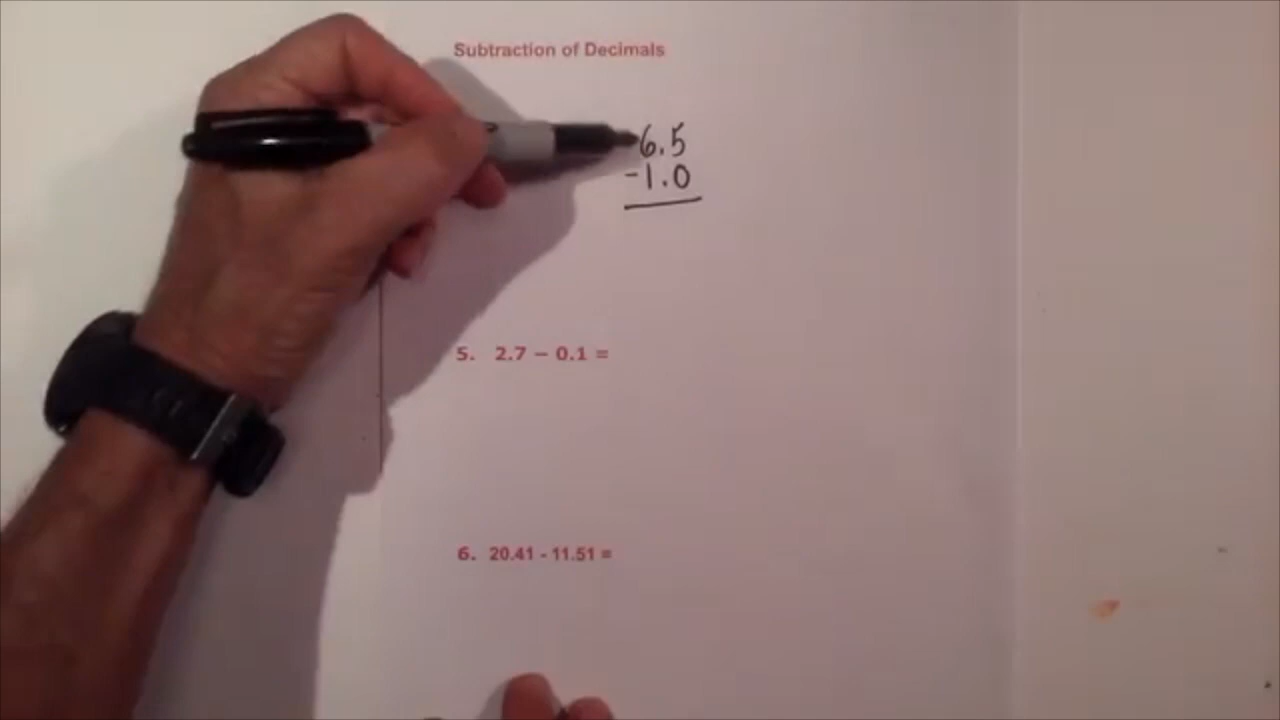 Subtraction of Decimals
6.5
-1.0
5. 2.7 − 0.1 =
6. 20.41 - 11.51 =